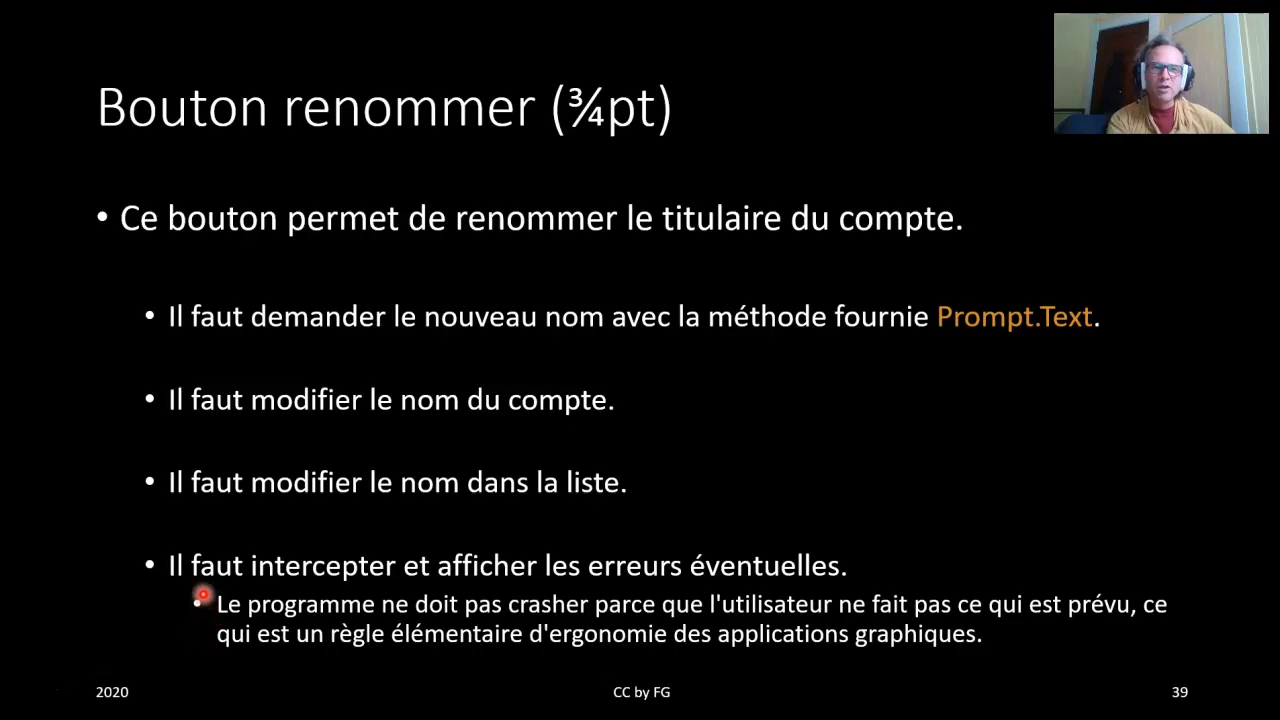 Bouton renommer (¾pt)
• Ce bouton permet de renommer le titulaire du compte.
• Il faut demander le nouveau nom avec la méthode fournie Prompt.Text.
• Il faut modifier le nom du compte.
• Il faut modifier le nom dans la liste.
• Il faut intercepter et afficher les erreurs éventuelles.
• Le programme ne doit pas crasher parce que l'utilisateur ne fait pas ce qui est prévu, ce
qui est un règle élémentaire d'ergonomie des applications graphiques.
2020
CC by FG
39